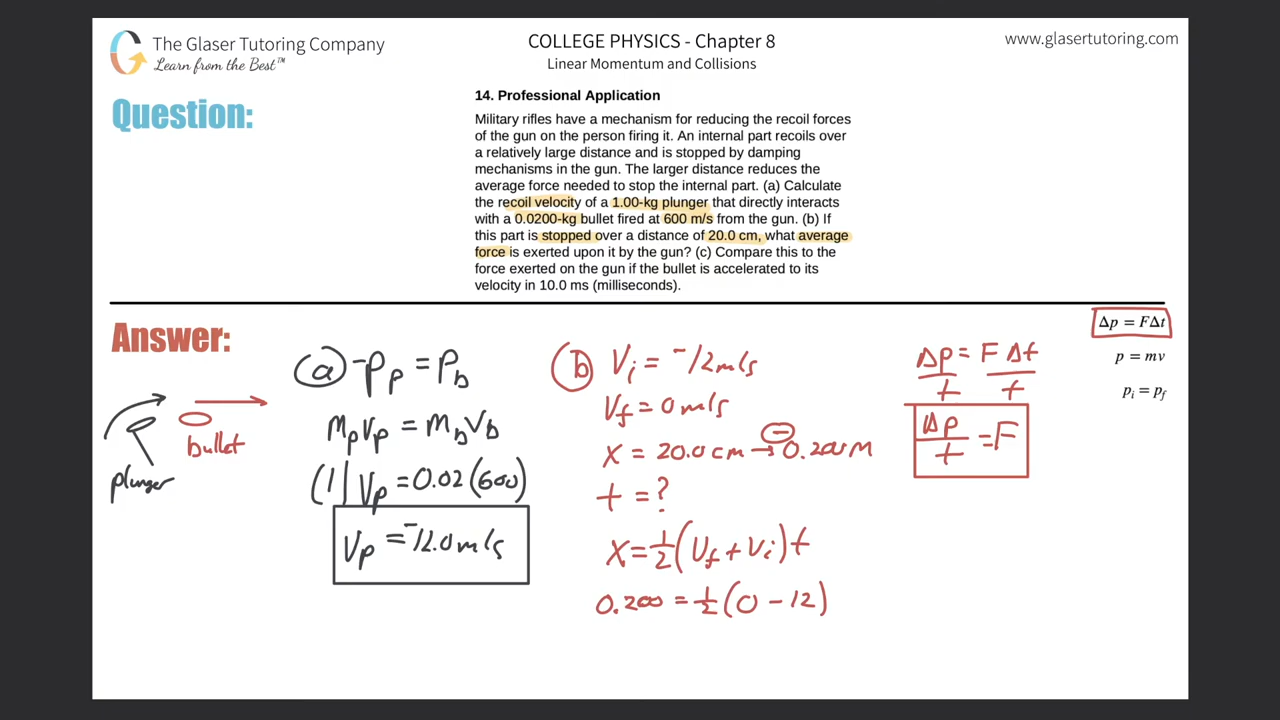 The Glaser Tutoring Company
Learn from the Best™
COLLEGE PHYSICS - Chapter 8
Linear Momentum and Collisions
www.glasertutoring.com
Question:
14. Professional Application
Military rifles have a mechanism for reducing the recoil forces
of the gun on the person firing it. An internal part recoils over
a relatively large distance and is stopped by damping
mechanisms in the gun. The larger distance reduces the
average force needed to stop the internal part. (a) Calculate
the recoil velocity of a 1.00-kg plunger that directly interacts
with a 0.0200-kg bullet fired at 600 m/s from the gun. (b) If
this part is stopped over a distance of 20.0 cm, what average
force is exerted upon it by the gun? (c) Compare this to the
force exerted on the gun if the bullet is accelerated to its
velocity in 10.0 ms (milliseconds).
Answer:
plunger
bullet
(a) -Pp = Pb
mpVp = mbVb
(1) Vp = 0.02 (600)
Vp = -12.0 m/s
(b) Vi = -12 m/s
Vf = 0 m/s
X = 20.0 cm → 0.200 m
-
t = ?
X = 1/2 (Vf + Vi) t
0.200 = 1/2 (0 - 12)
Δp = F Δt
t t
Δp/t = F
Δp = FΔt
p = mv
pi = pf